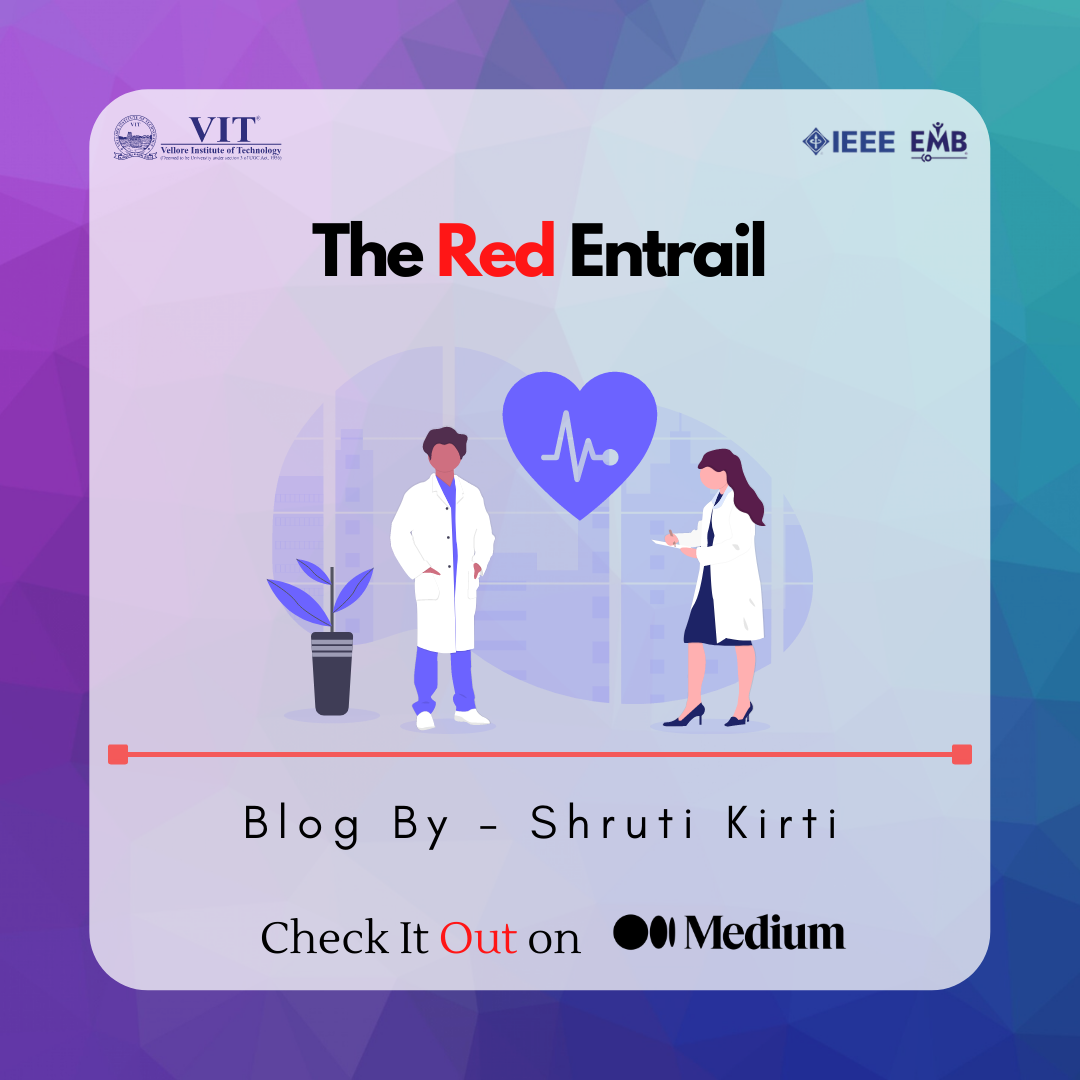 VIT
Vellore Institute of Technology
(Deemed to be University under section 3 of UGC Act, 1956)
IEEE EMB
The Red Entrail
Blog By – Shruti Kirti
Check It Out on Medium